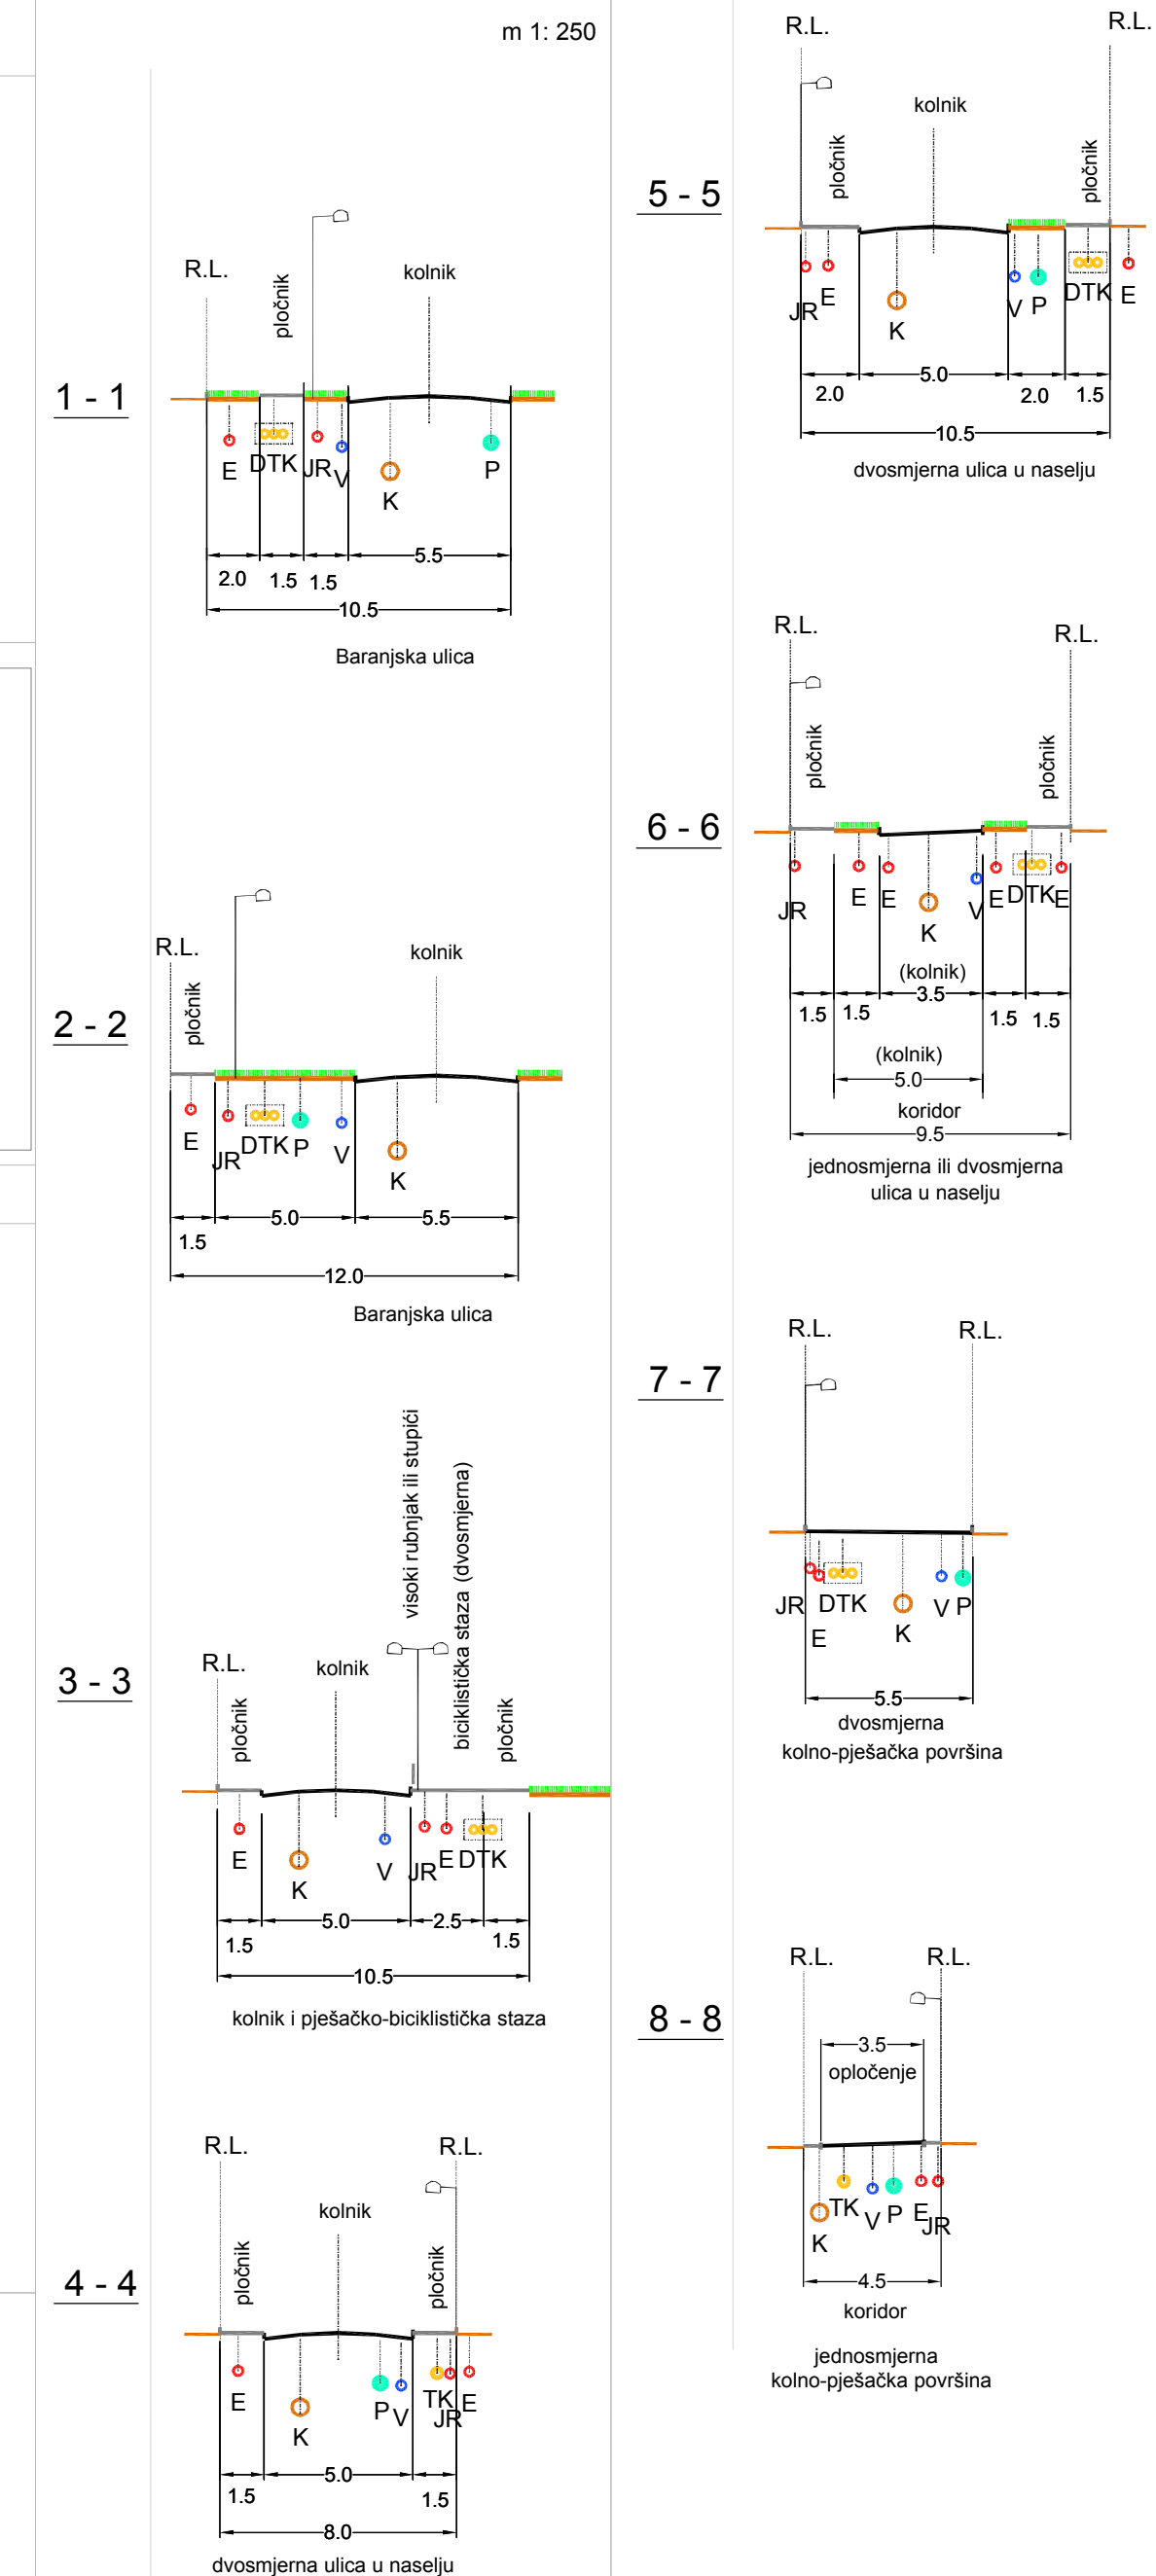 m 1: 250
1 - 1
R.L.
pločnik
kolnik
E
DTK
JR
V
K
P
2.0
1.5
1.5
5.5
10.5
Baranjska ulica
2 - 2
R.L.
pločnik
kolnik
E
JR
DTK
P
V
K
1.5
5.0
5.5
12.0
Baranjska ulica
3 - 3
R.L.
pločnik
kolnik
visoki rubnjak ili stupići
biciklistička staza (dvosmjerna)
pločnik
E
K
V
JR
E
DTK
1.5
5.0
2.5
1.5
10.5
kolnik i pješačko-biciklistička staza
4 - 4
R.L.
R.L.
pločnik
kolnik
pločnik
E
K
P
V
TK
JR
E
1.5
5.0
1.5
8.0
dvosmjerna ulica u naselju
5 - 5
R.L.
R.L.
pločnik
kolnik
pločnik
JR
E
K
V
P
DTK
E
2.0
5.0
2.0
1.5
10.5
dvosmjerna ulica u naselju
6 - 6
R.L.
R.L.
pločnik
pločnik
JR
E
E
K
V
E
DTK
E
(kolnik)
1.5
1.5
3.5
1.5
1.5
(kolnik)
5.0
koridor
9.5
jednosmjerna ili dvosmjerna
ulica u naselju
7 - 7
R.L.
R.L.
JR
E
DTK
K
V
P
5.5
dvosmjerna
kolno-pješačka površina
8 - 8
R.L.
R.L.
3.5
opločenje
K
TK
V
P
E
JR
4.5
koridor
jednosmjerna
kolno-pješačka površina